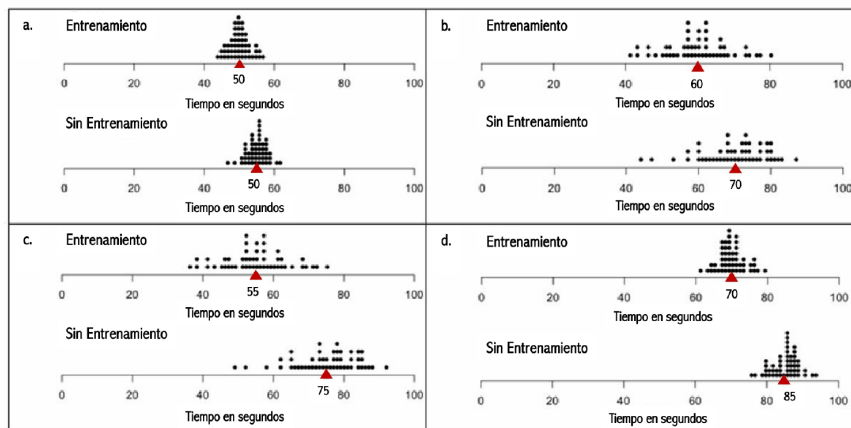 a.
Entrenamiento
0 20 40 60 80 100
50
Tiempo en segundos
Sin Entrenamiento
0 20 40 60 80 100
50
Tiempo en segundos
b.
Entrenamiento
0 20 40 60 80 100
60
Tiempo en segundos
Sin Entrenamiento
0 20 40 60 80 100
70
Tiempo en segundos
c.
Entrenamiento
0 20 40 60 80 100
55
Tiempo en segundos
Sin Entrenamiento
0 20 40 60 80 100
75
Tiempo en segundos
d.
Entrenamiento
0 20 40 60 80 100
70
Tiempo en segundos
Sin Entrenamiento
0 20 40 60 80 100
85
Tiempo en segundos